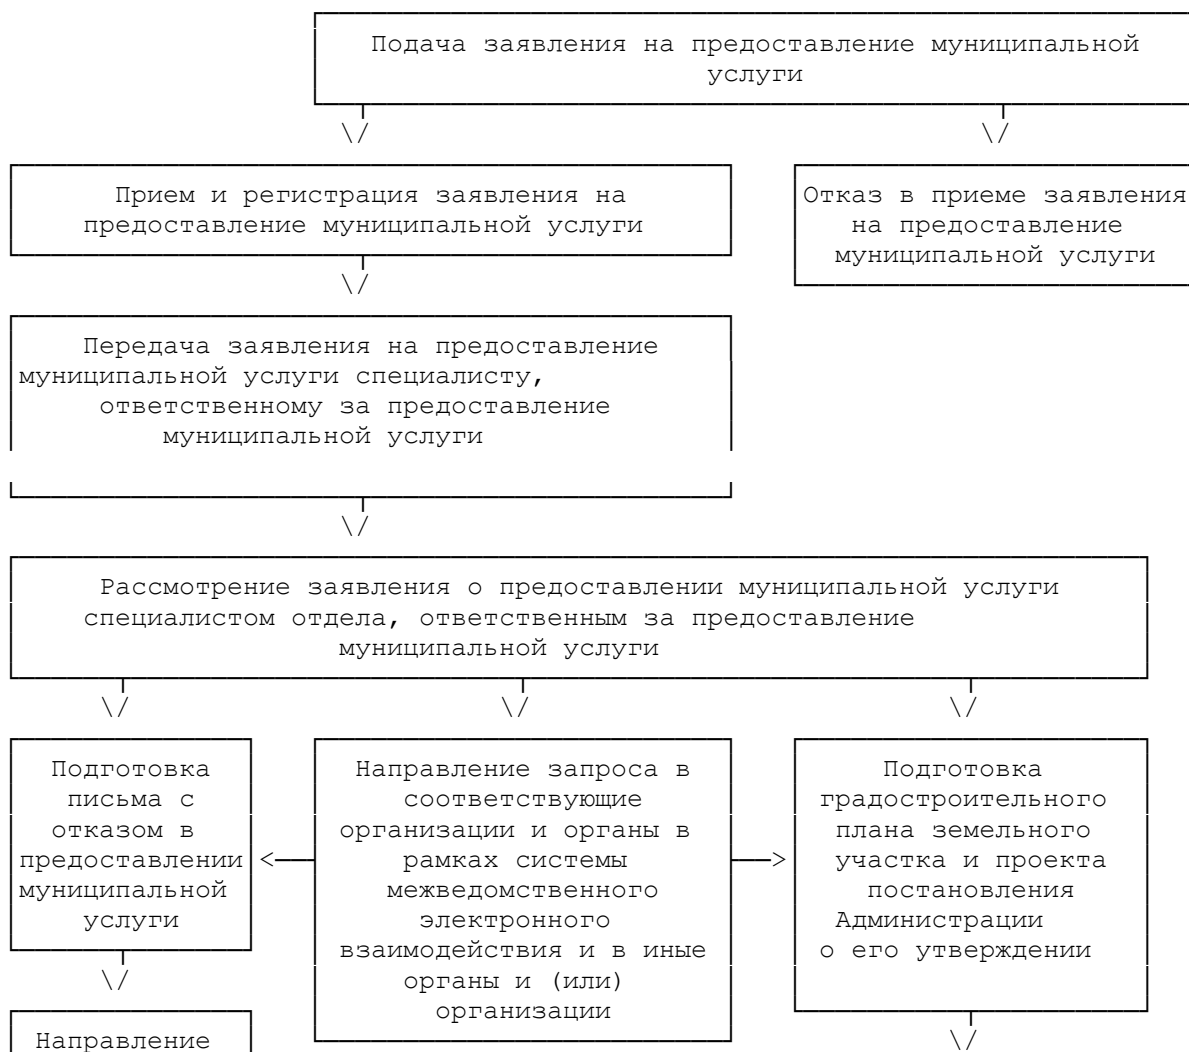 Подача заявления на предоставление муниципальной
услуги
Прием и регистрация заявления на
предоставление муниципальной услуги
Отказ в приеме заявления
на предоставление
муниципальной услуги
Передача заявления на предоставление
муниципальной услуги специалисту,
ответственному за предоставление
муниципальной услуги
Рассмотрение заявления о предоставлении муниципальной услуги
специалистом отдела, ответственным за предоставление
муниципальной услуги
Подготовка
письма с
отказом в
предоставлении
муниципальной
услуги
Направление запроса в
соответствующие
организации и органы в
рамках системы
межведомственного
электронного
взаимодействия и в иные
органы и (или)
организации
Подготовка
градостроительного
плана земельного
участка и проекта
постановления
Администрации
о его утверждении
Направление